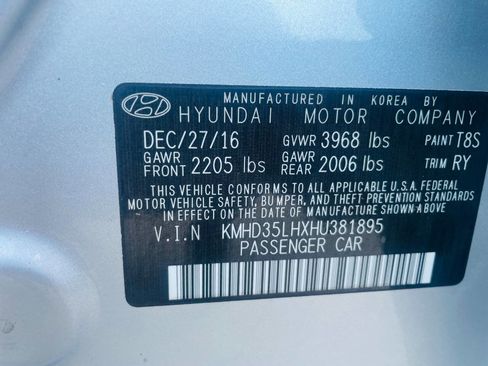 MANUFACTURED IN KOREA BY
HYUNDAI MOTOR COMPANY
DEC/27/16 GVWR 3968 lbs PAINT T8S
GAWR FRONT 2205 lbs GAWR REAR 2006 lbs TRIM RY
THIS VEHICLE CONFORMS TO ALL APPLICABLE U.S.A. FEDERAL
MOTOR VEHICLE SAFETY, BUMPER, AND THEFT PREVENTION STANDARDS
IN EFFECT ON THE DATE OF MANUFACTURE SHOWN ABOVE.
V.I.N KMHD35LHXHU381895
PASSENGER CAR